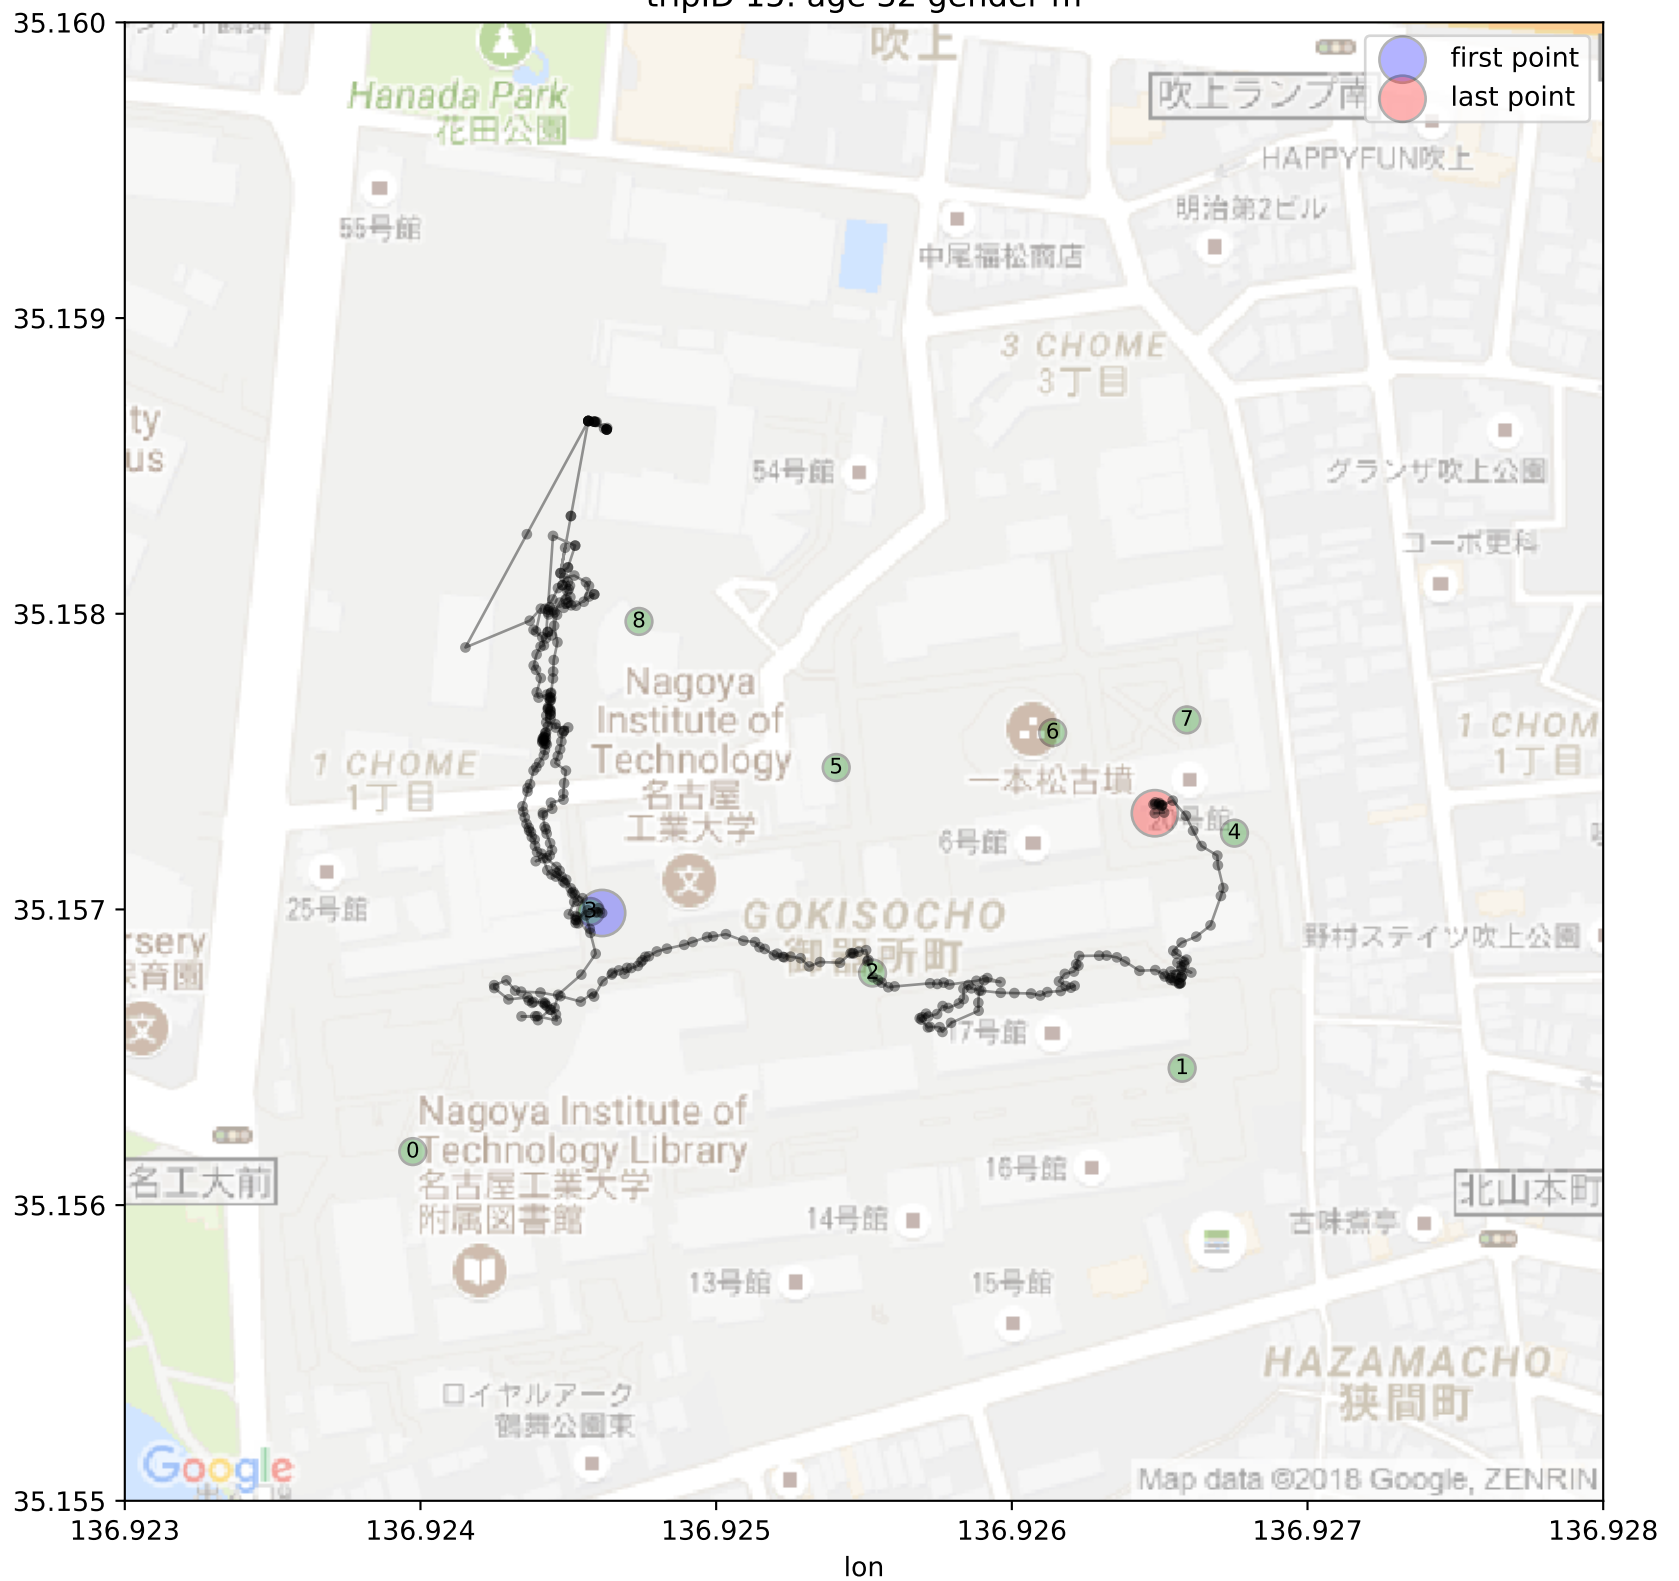 35.160
吹上
first point
last point
吹上ランプ南
Hanada Park
花田公園
HAPPYFUN吹上
明治第2ビル
55号館
中尾福松商店
35.159
3 CHOME
3丁目
ty
us
54号館
グランザ吹上公園
コーポ更科
35.158
8
Nagoya
Institute of
Technology
名古屋
工業大学
7
6
1 CHOM
1丁目
1 CHOME
1丁目
5
一本松古墳
6号館
4
25号館
35.157
3
GOKISOCHO
御器所町
野村ステイツ吹上公園
rsery
保育園
2
17号館
1
Nagoya Institute of
Technology Library
名古屋工業大学
附属図書館
0
名工大前
16号館
北山本町
35.156
14号館
古味煮亭
13号館
15号館
HAZAMACHO
狭間町
ロイヤルアーク
鶴舞公園東
Google
Map data ©2018 Google, ZENRIN
35.155
136.923
136.924
136.925
136.926
136.927
136.928
lon